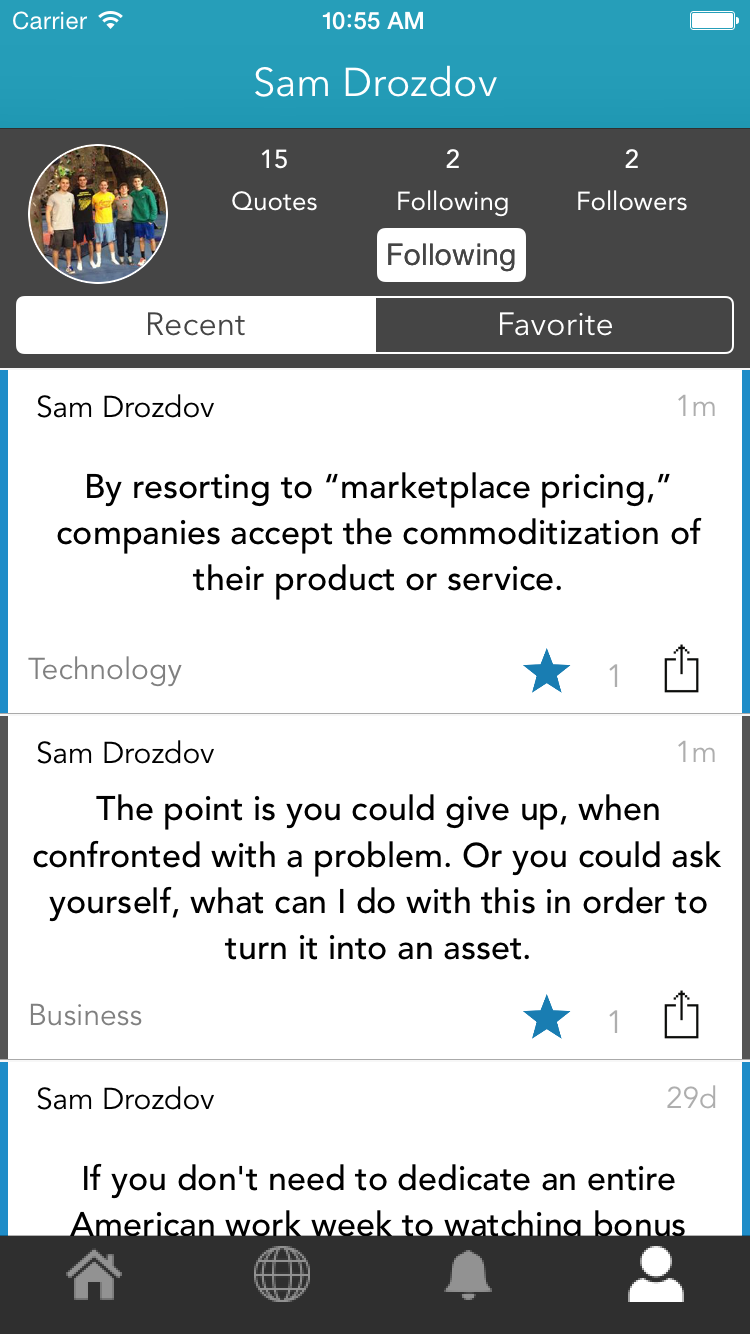 Carrier 10:55 AM
Sam Drozdov
15 2 2
Quotes Following Followers
Following
Recent Favorite
Sam Drozdov 1m
By resorting to “marketplace pricing,”
companies accept the commoditization of
their product or service.
Technology 1
Sam Drozdov 1m
The point is you could give up, when
confronted with a problem. Or you could ask
yourself, what can I do with this in order to
turn it into an asset.
Business 1
Sam Drozdov 29d
If you don't need to dedicate an entire
American work week to watching bonus